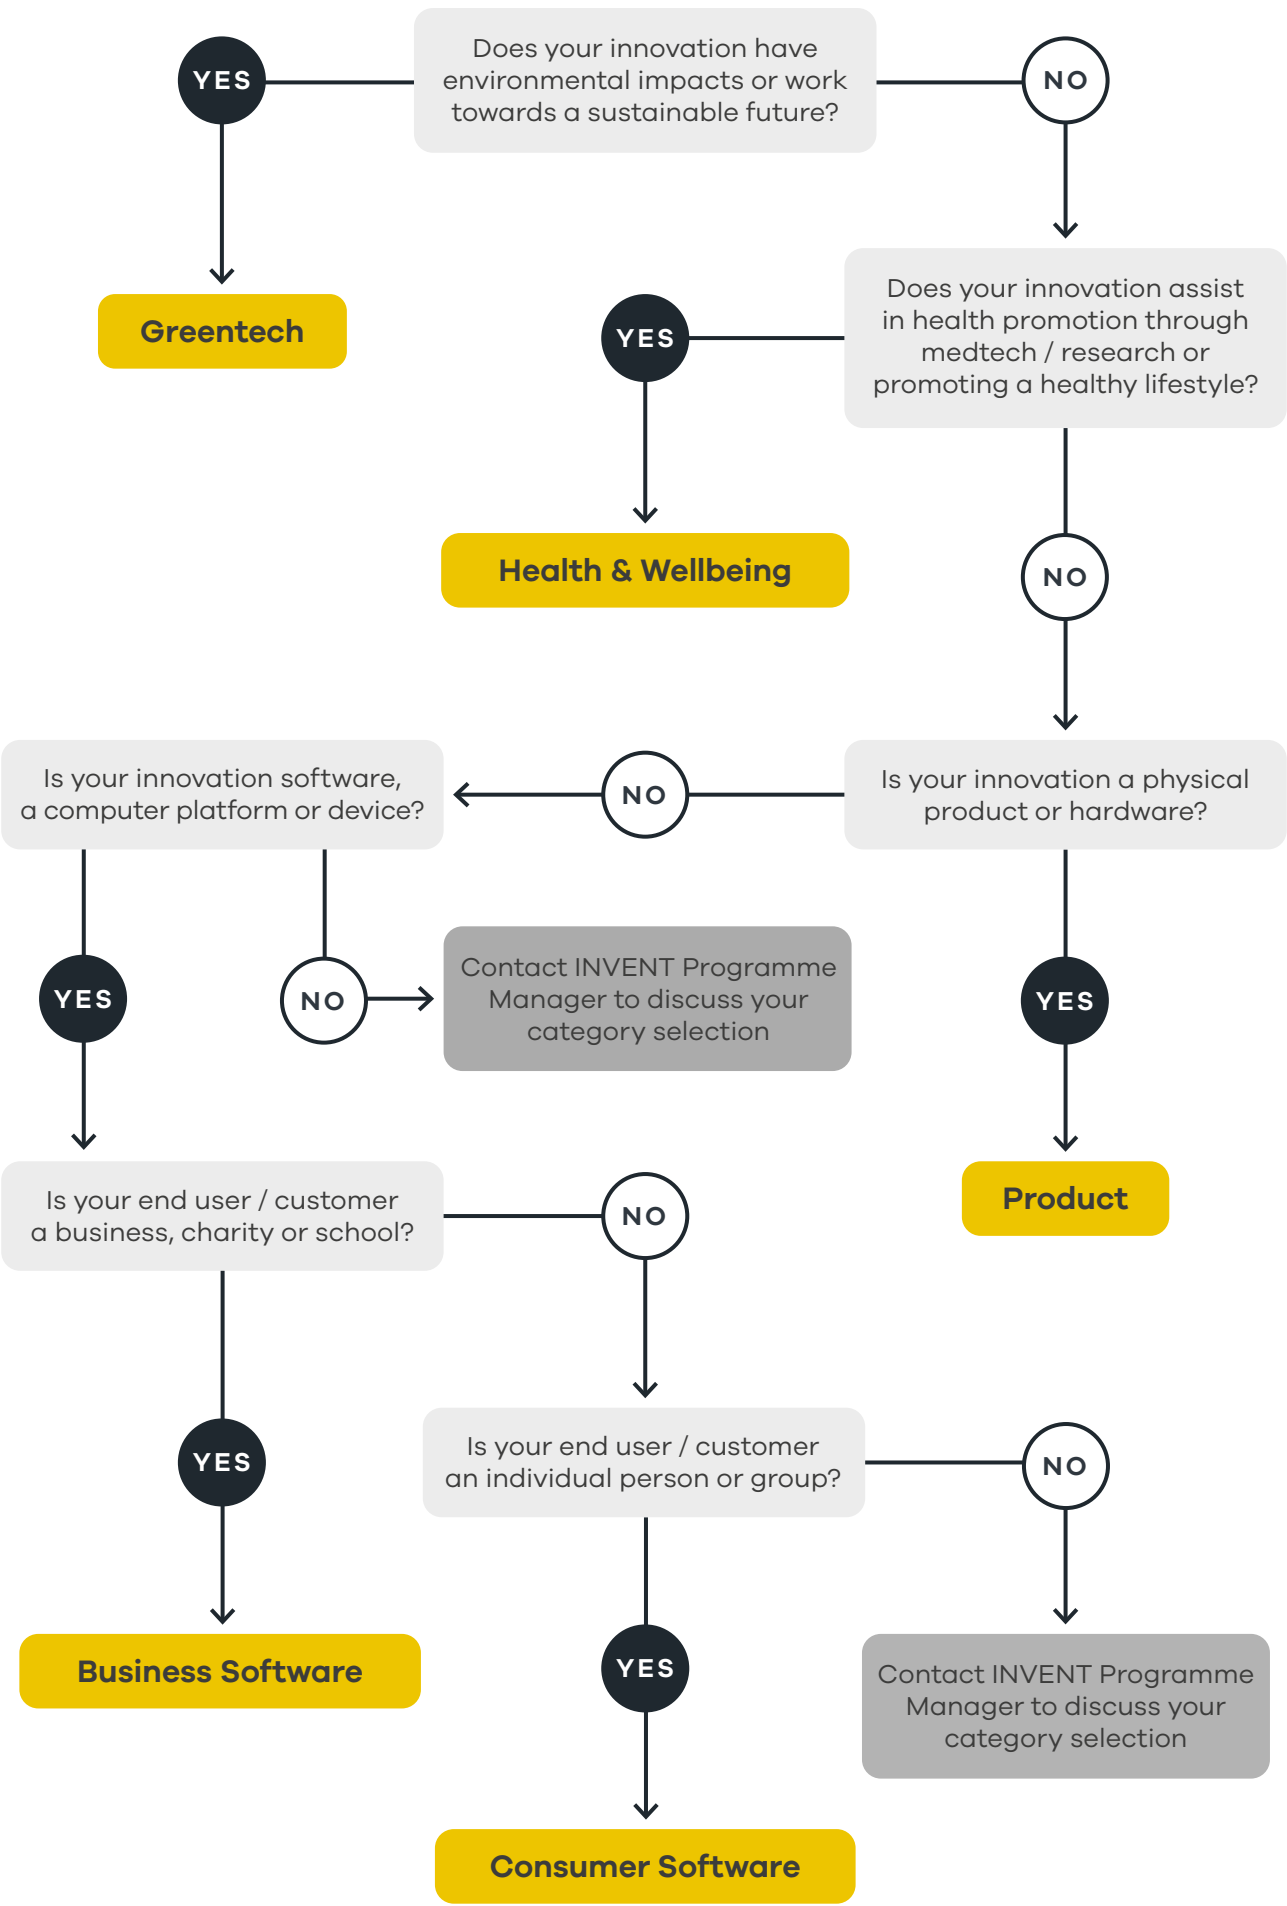 Does your innovation have
environmental impacts or work
towards a sustainable future?
YES
NO
Greentech
Does your innovation assist
in health promotion through
medtech / research or
promoting a healthy lifestyle?
YES
Health & Wellbeing
NO
Is your innovation a physical
product or hardware?
NO
Is your innovation software,
a computer platform or device?
YES
NO
Contact INVENT Programme
Manager to discuss your
category selection
YES
Product
Is your end user / customer
a business, charity or school?
NO
YES
Business Software
Is your end user / customer
an individual person or group?
NO
YES
Contact INVENT Programme
Manager to discuss your
category selection
Consumer Software